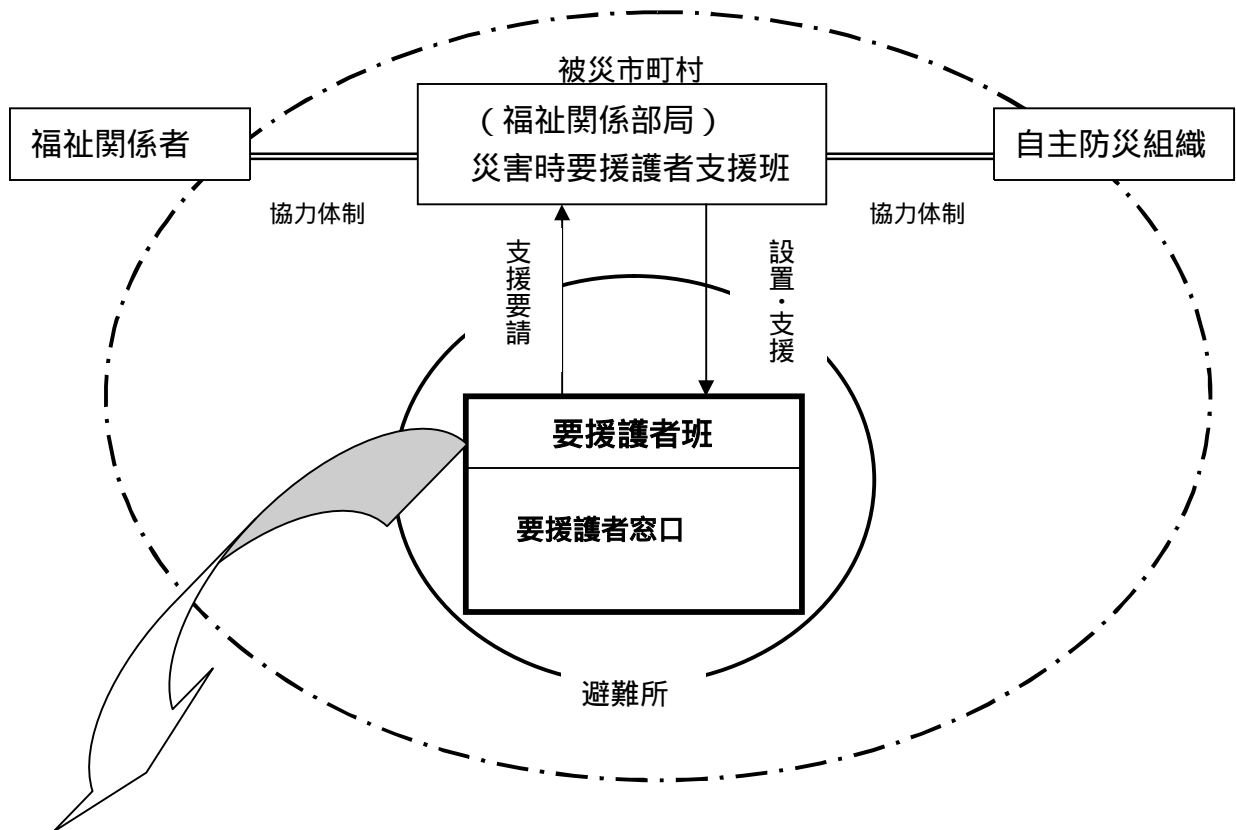 被災市町村
福祉関係者
（福祉関係部局）
災害時要援護者支援班
自主防災組織
協力体制
協力体制
支援要請
設置・支援
要援護者班
要援護者窓口
避難所